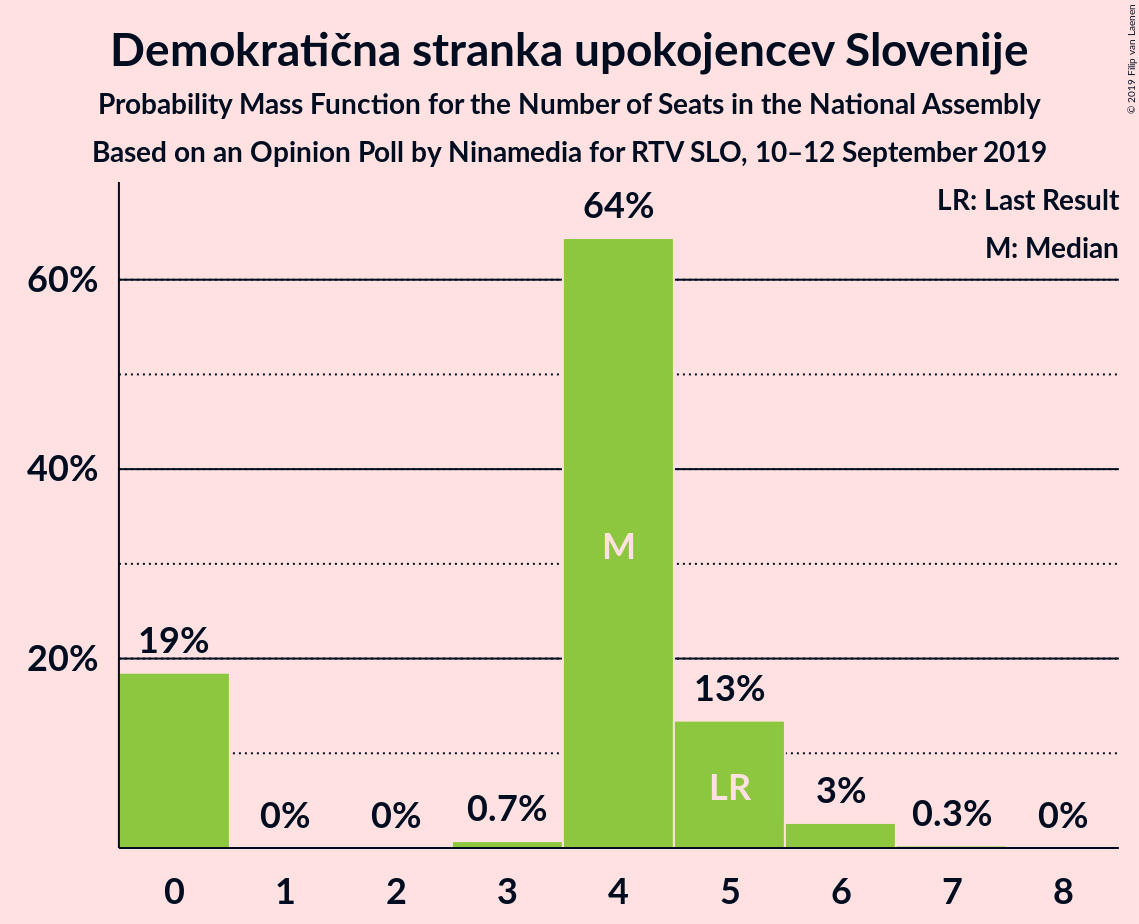 Demokratična stranka upokojencev Slovenije
Probability Mass Function for the Number of Seats in the National Assembly
Based on an Opinion Poll by Ninamedia for RTV SLO, 10–12 September 2019
© 2019 Filip van Laenen
LR: Last Result
M: Median
60%
40%
20%
19%
0%
0%
0.7%
64%
M
13%
LR
3%
0.3%
0%
0 1 2 3 4 5 6 7 8